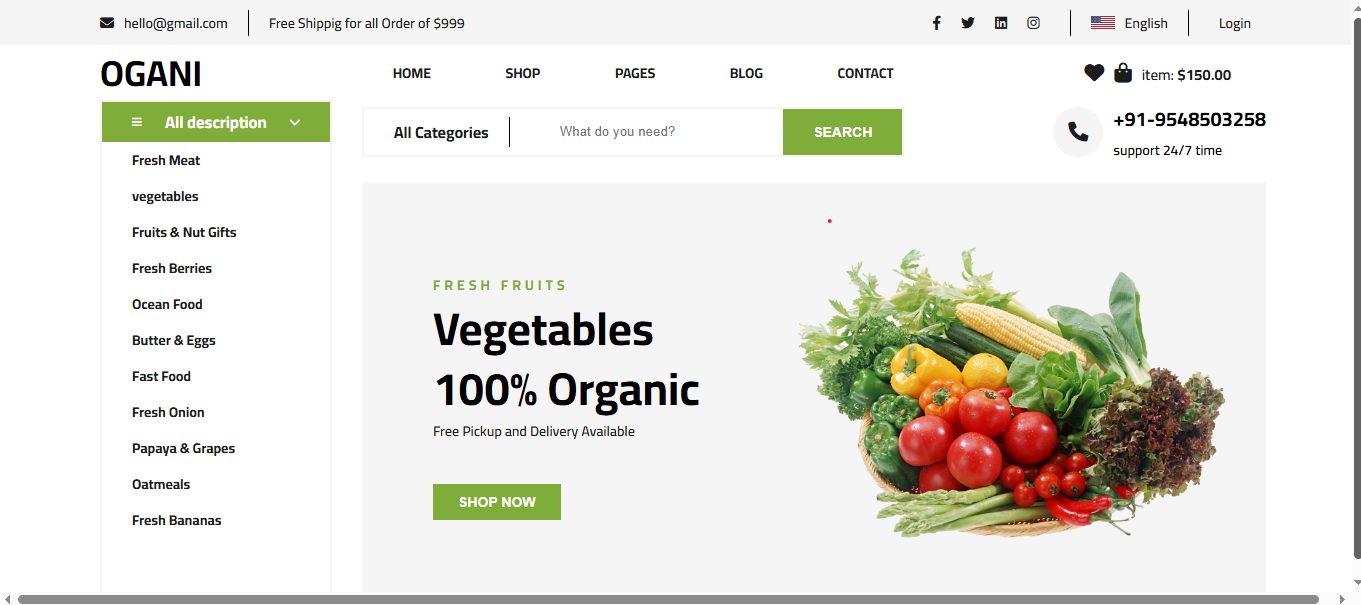 hello@gmail.com
Free Shippig for all Order of $999
English
Login
OGANI
HOME
SHOP
PAGES
BLOG
CONTACT
item: $150.00
All description
All Categories
What do you need?
SEARCH
+91-9548503258
support 24/7 time
Fresh Meat
vegetables
Fruits & Nut Gifts
Fresh Berries
Ocean Food
Butter & Eggs
Fast Food
Fresh Onion
Papaya & Grapes
Oatmeals
Fresh Bananas
FRESH FRUITS
Vegetables
100% Organic
Free Pickup and Delivery Available
SHOP NOW